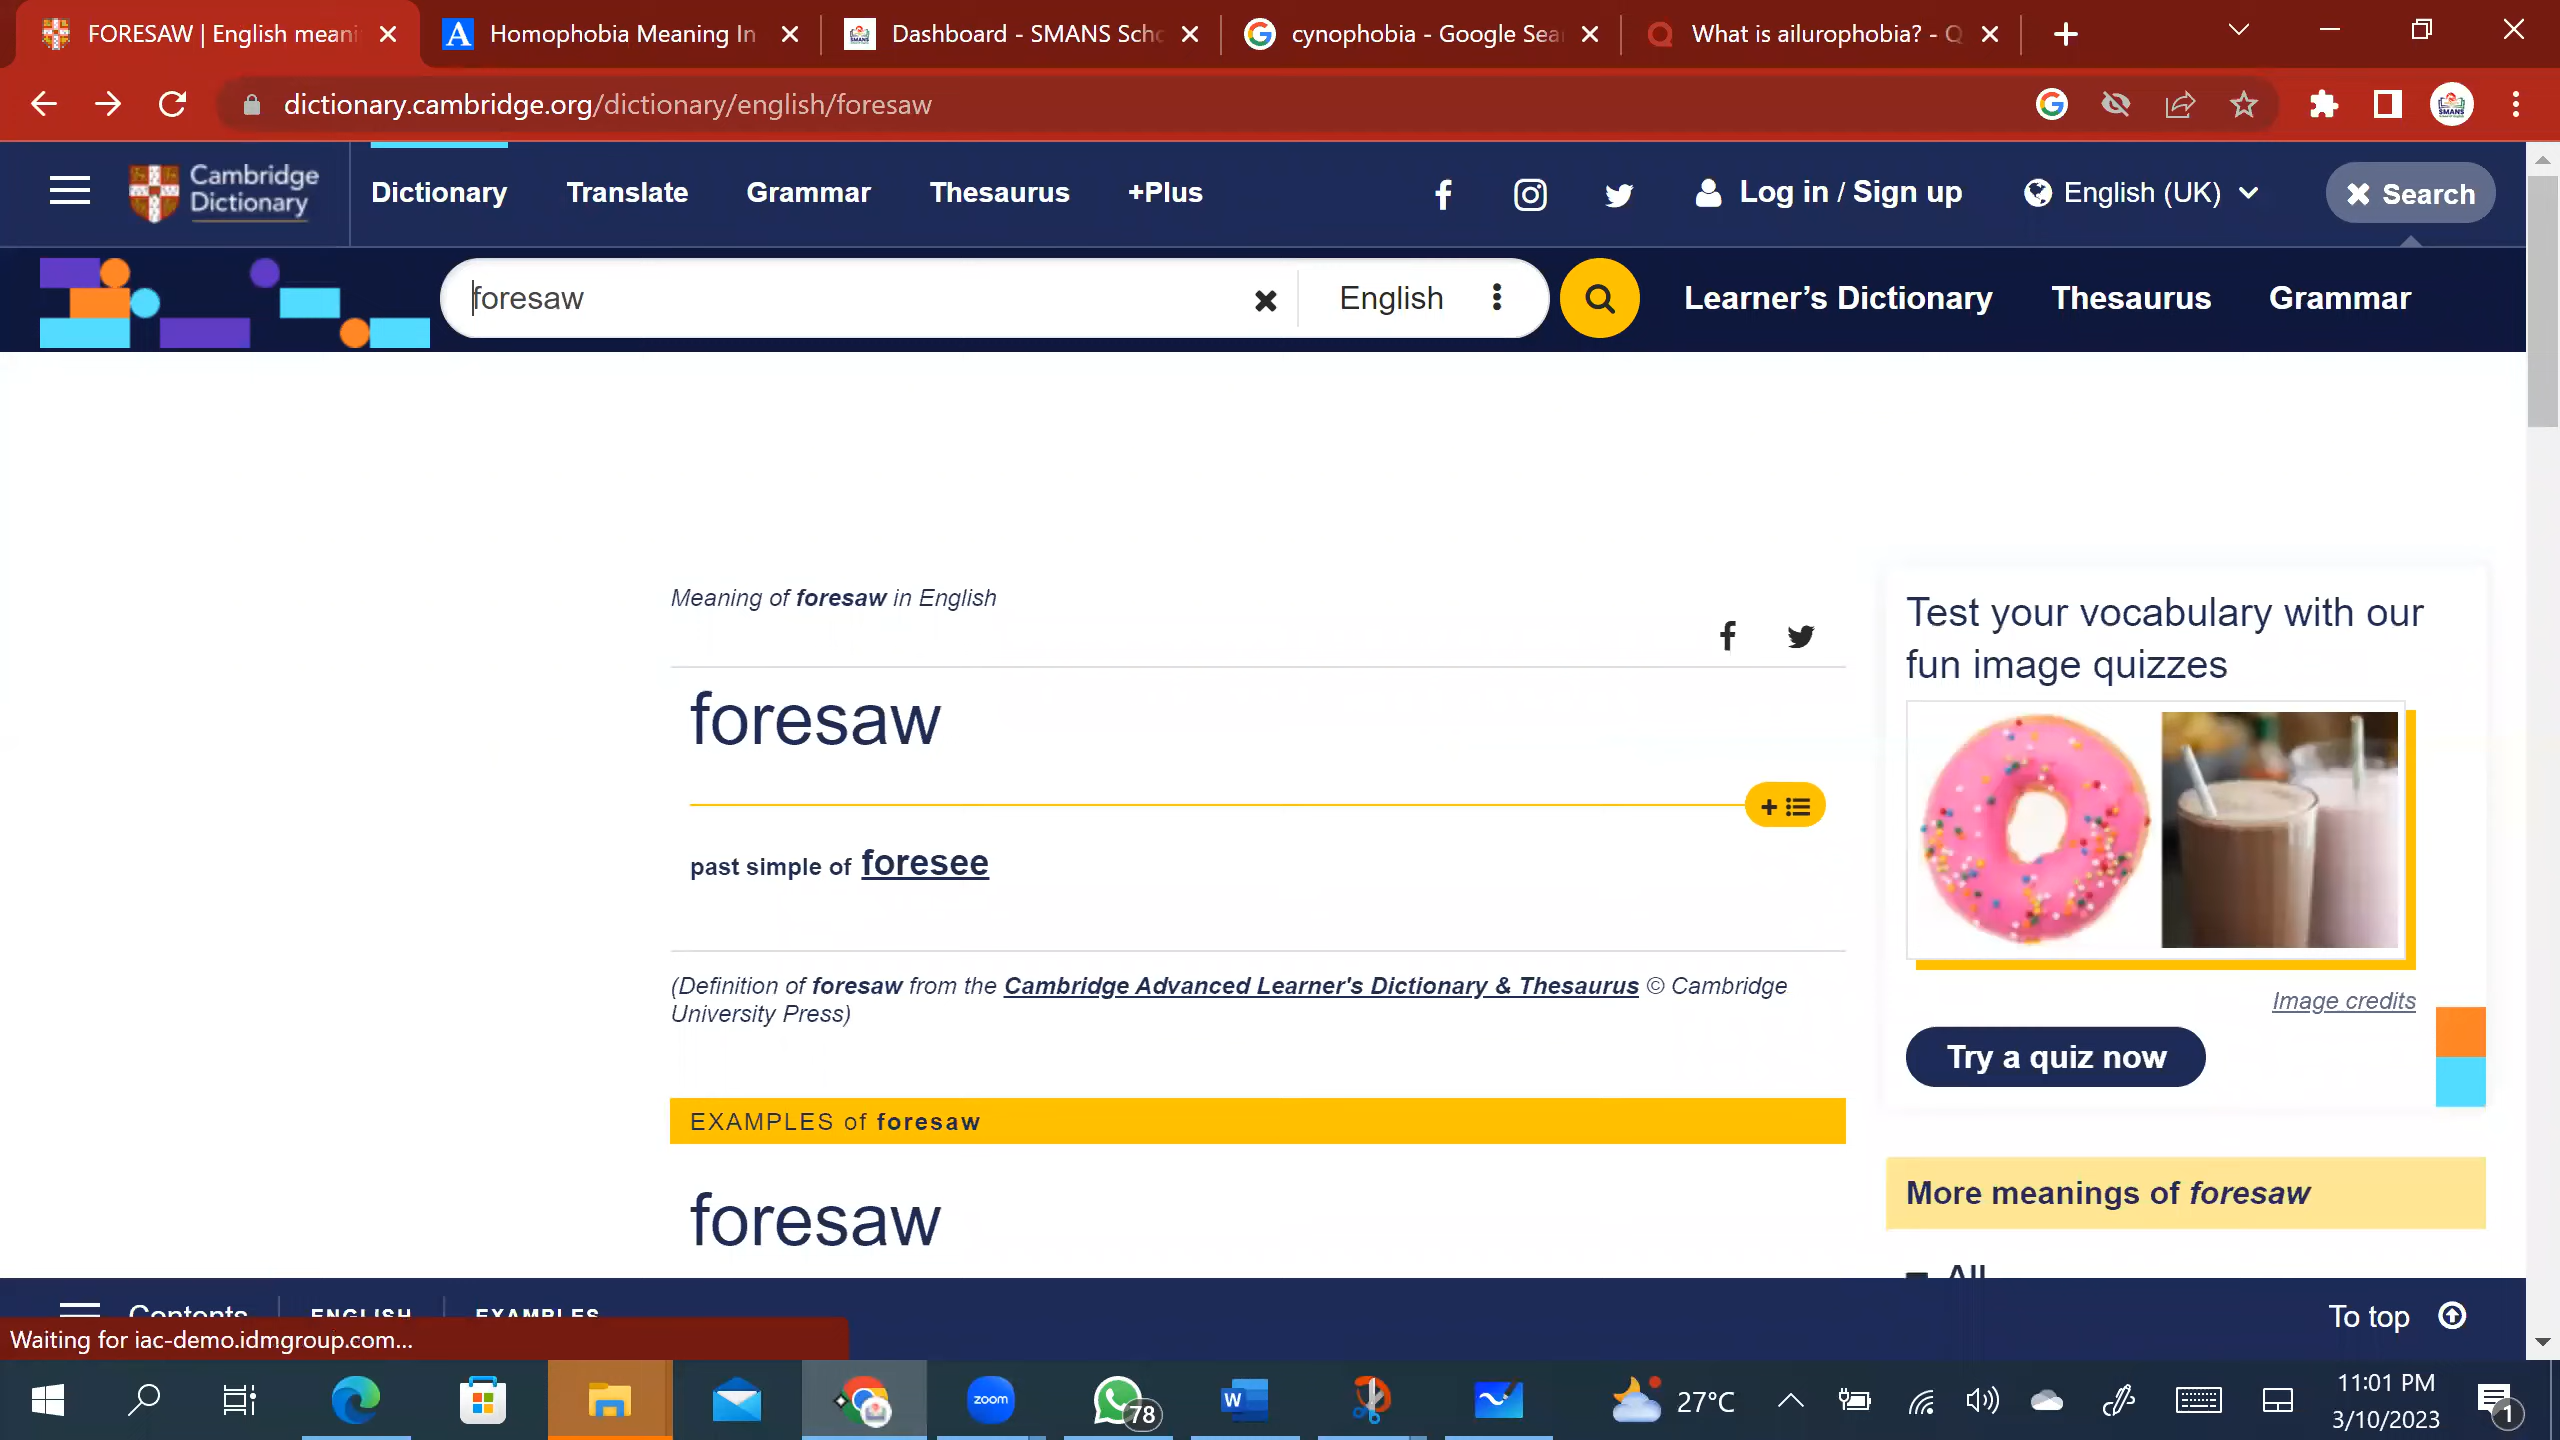 FORESAW | English meani
Homophobia Meaning In
Dashboard - SMANS Scho
cynophobia - Google Sea
What is ailurophobia? - Q
dictionary.cambridge.org/dictionary/english/foresaw
Cambridge
Dictionary
Dictionary
Translate
Grammar
Thesaurus
+Plus
Log in / Sign up
English (UK)
Search
foresaw
English
Learner's Dictionary
Thesaurus
Grammar
Meaning of foresaw in English
foresaw
past simple of foresee
(Definition of foresaw from the Cambridge Advanced Learner's Dictionary & Thesaurus © Cambridge
University Press)
EXAMPLES of foresaw
foresaw
Test your vocabulary with our
fun image quizzes
Image credits
Try a quiz now
More meanings of foresaw
All
Contents
ENGLISH
EXAMPLES
To top
Waiting for iac-demo.idmgroup.com...
zoom
78
W
27°C
11:01 PM
3/10/2023
1